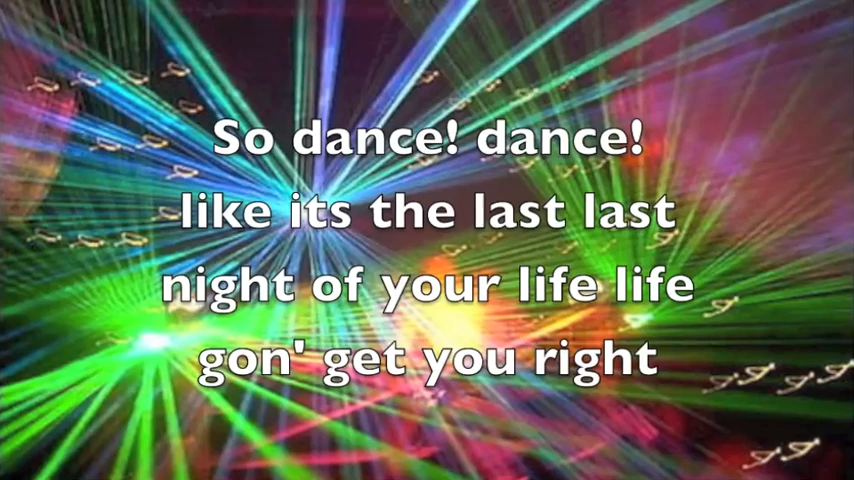 So dance! dance!
like its the last last
night of your life life
gon' get you right